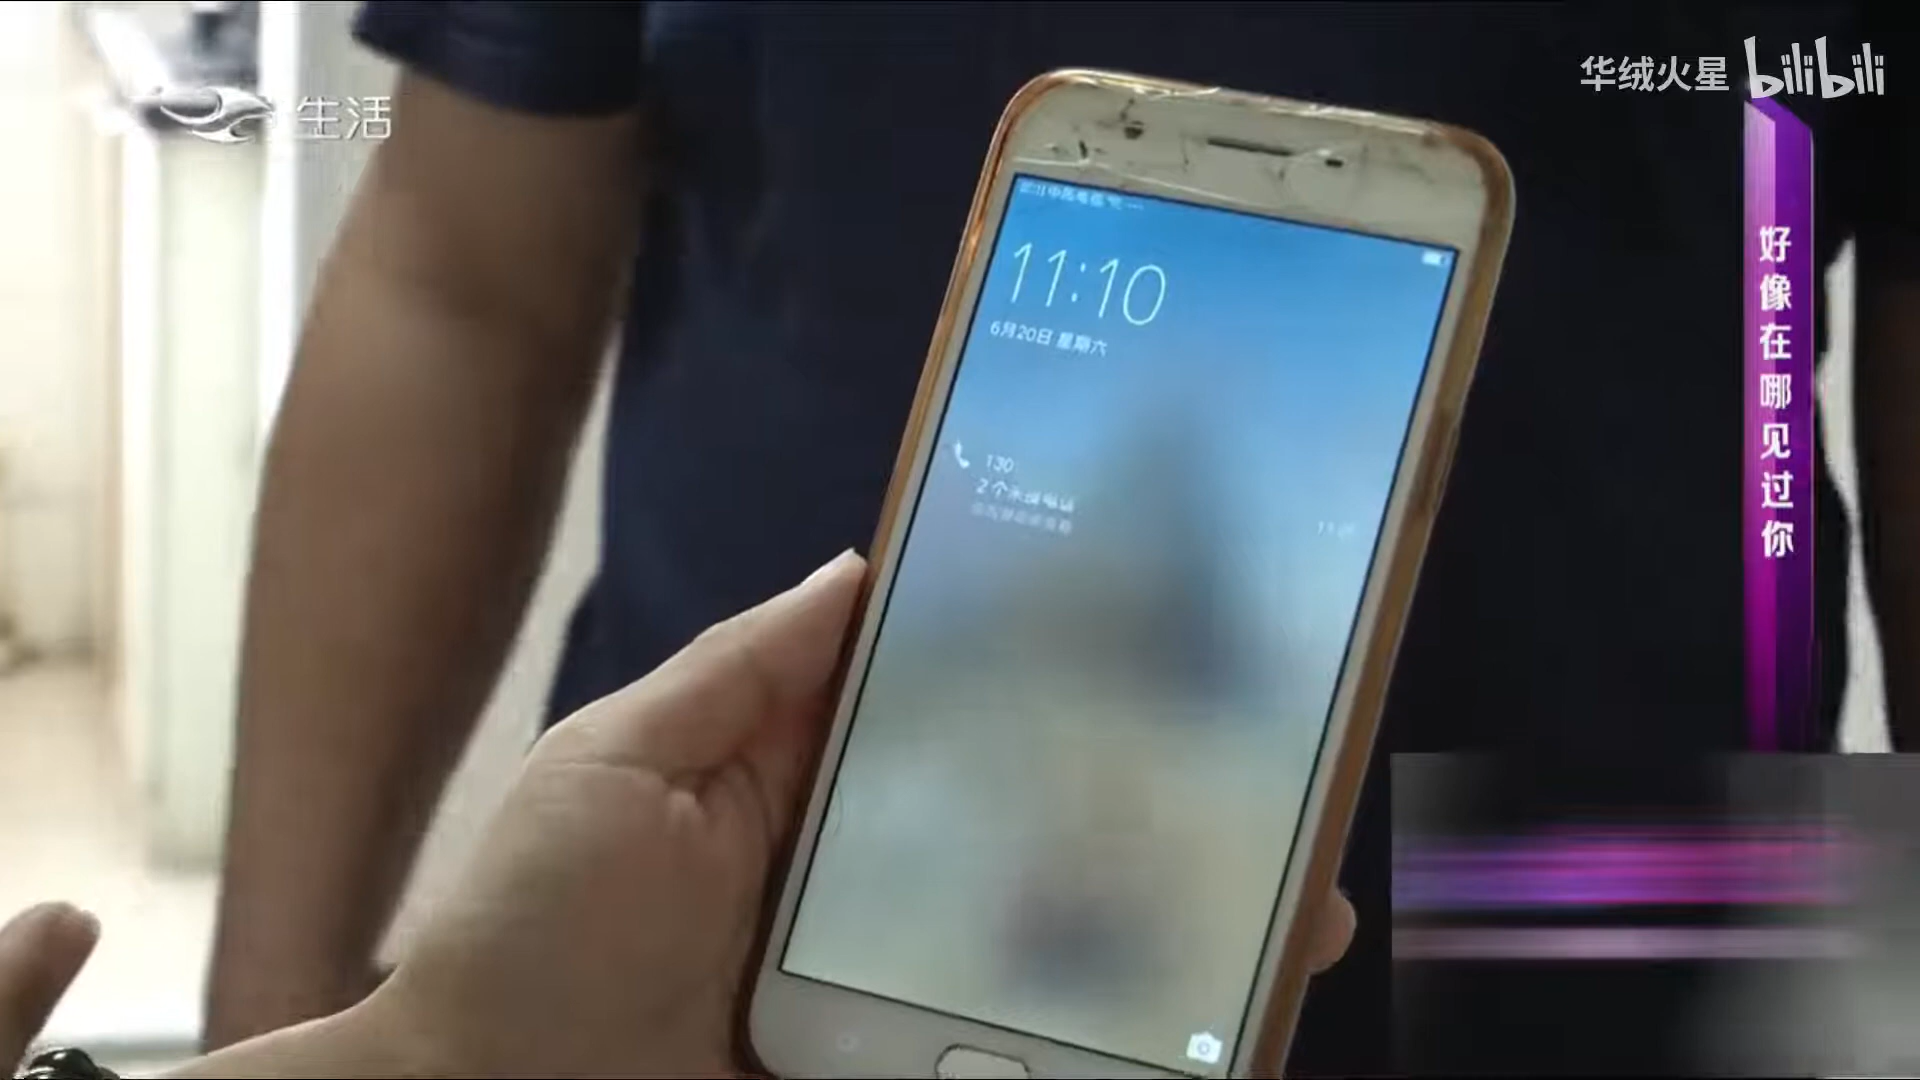 生活
华绒火星 bilibili
好像在哪见过你
11:10
6月20日 星期六
130
2个未接电话